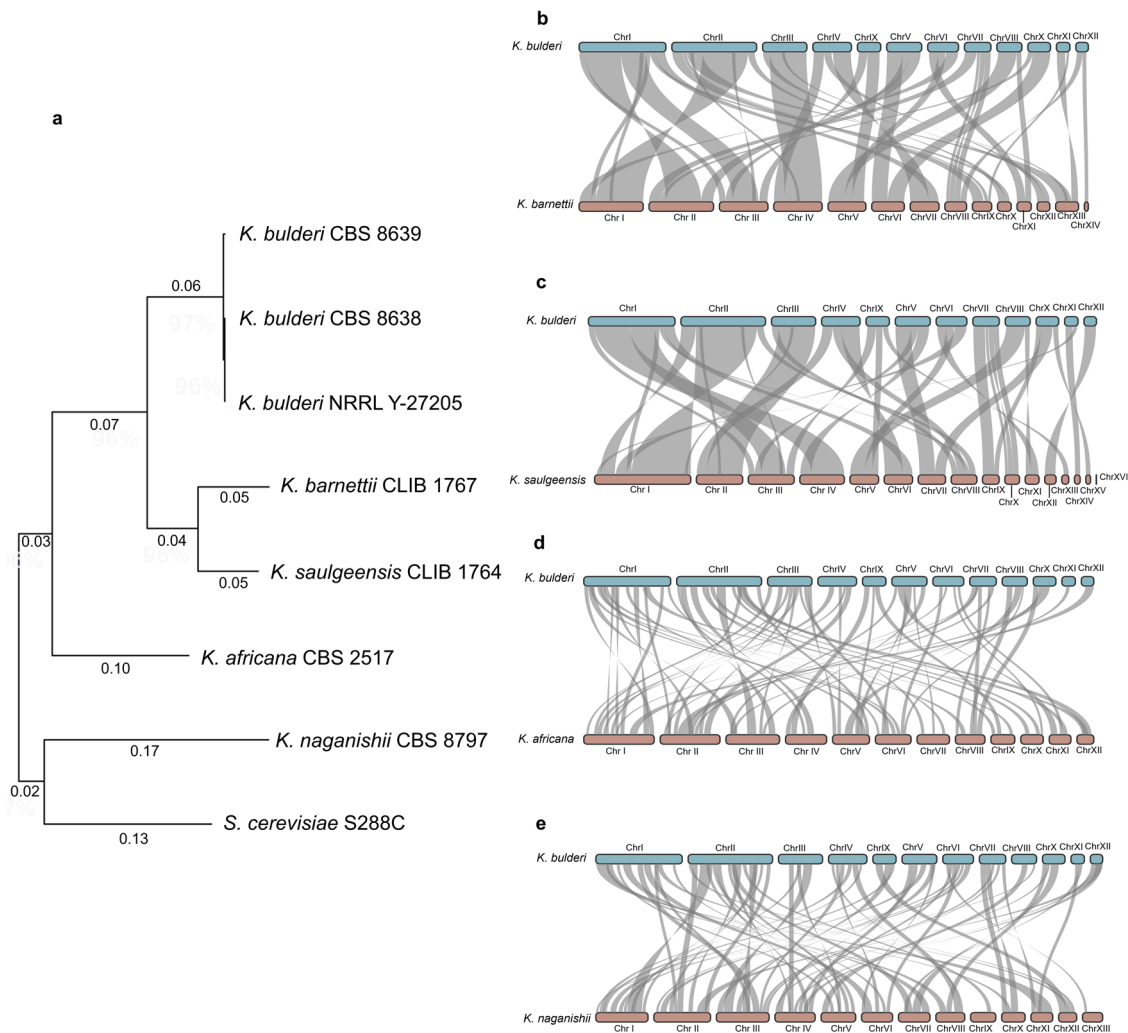 a
K. bulderi CBS 8639
0.06
97%
K. bulderi CBS 8638
96%
K. bulderi NRRL Y-27205
0.07
96%
K. barnettii CLIB 1767
0.05
0.03
0.04
96%
K. saulgeensis CLIB 1764
0.05
K. africana CBS 2517
0.10
K. naganishii CBS 8797
0.17
0.02
S. cerevisiae S288C
0.13
b
ChrI ChrII ChrIII ChrIV ChrIX ChrV ChrVI ChrVII ChrVIII ChrX ChrXI ChrXII
K. bulderi
K. barnettii
Chr I Chr II Chr III Chr IV ChrV ChrVI ChrVII ChrVIII ChrIX ChrX ChrXI ChrXII ChrXIII ChrXIV
c
ChrI ChrII ChrIII ChrIV ChrIX ChrV ChrVI ChrVII ChrVIII ChrX ChrXI ChrXII
K. bulderi
K. saulgeensis
Chr I Chr II Chr III Chr IV ChrV ChrVI ChrVII ChrVIII ChrIX ChrX ChrXI ChrXII ChrXIII ChrXIV ChrXV ChrXVI
d
ChrI ChrII ChrIII ChrIV ChrIX ChrV ChrVI ChrVII ChrVIII ChrX ChrXI ChrXII
K. bulderi
K. africana
Chr I Chr II Chr III Chr IV ChrV ChrVI ChrVII ChrVIII ChrIX ChrX ChrXI ChrXII
e
ChrI ChrII ChrIII ChrIV ChrIX ChrV ChrVI ChrVII ChrVIII ChrX ChrXI ChrXII
K. bulderi
K. naganishii
Chr I Chr II Chr III Chr IV ChrV ChrVI ChrVII ChrVIII ChrIX ChrX ChrXI ChrXII ChrXIII